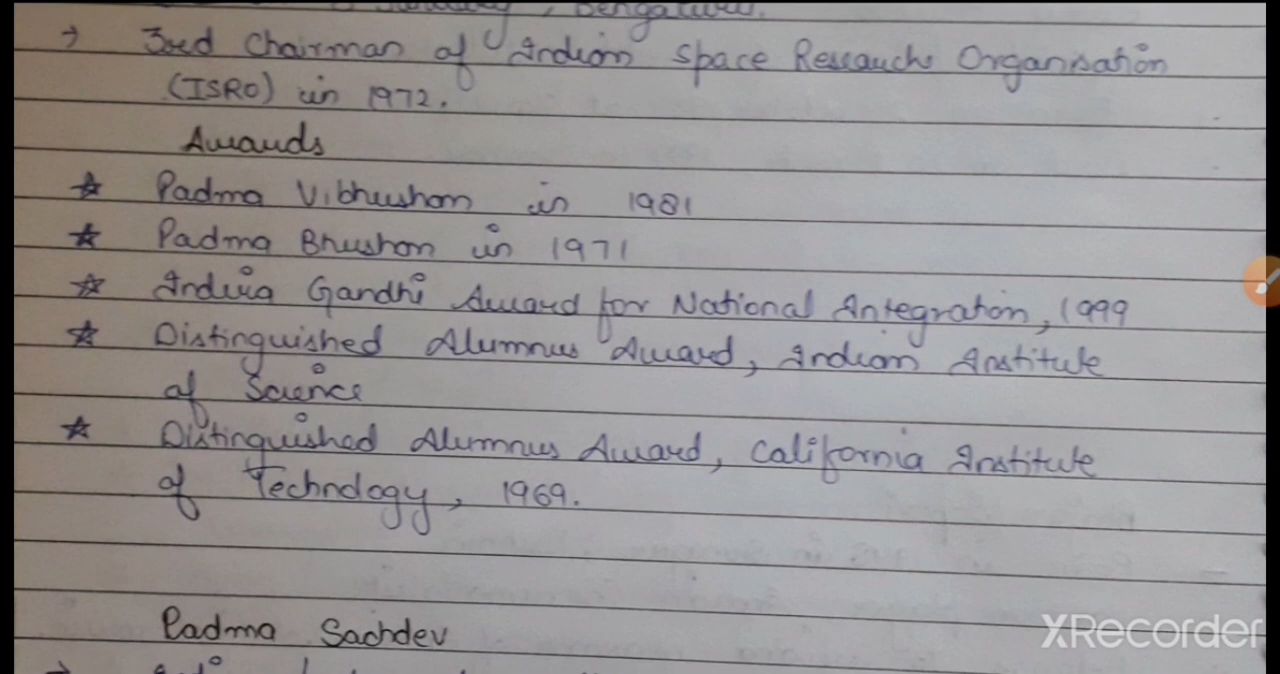 Bengaluru.
→ 3rd Chairman of Indian Space Research Organisation
(ISRO) in 1972.
Awards
☆ Padma Vibhushan in 1981
☆ Padma Bhushan in 1971
☆ Indira Gandhi Award for National Integration, 1999
☆ Distinguished Alumnus Award, Indian Institute
of Science
☆ Distinguished Alumnus Award, California Institute
of Technology, 1969.
Padma Sachdev
XRecorder